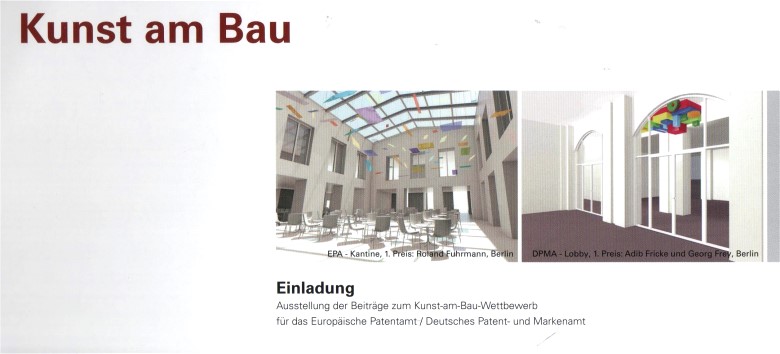 Kunst am Bau
EPA - Kantine, 1. Preis: Roland Fuhrmann, Berlin
DPMA - Lobby, 1. Preis: Adib Fricke und Georg Frey, Berlin
Einladung
Ausstellung der Beiträge zum Kunst-am-Bau-Wettbewerb
für das Europäische Patentamt / Deutsches Patent- und Markenamt